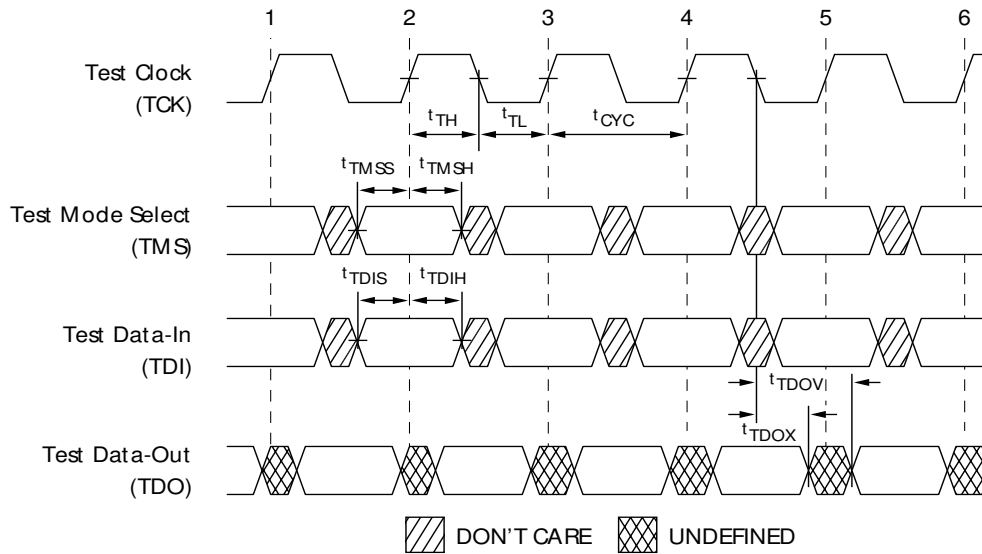 1 2 3 4 5 6
Test Clock
(TCK)
tTH tTL tCYC
tTMSS tTMSH
Test Mode Select
(TMS)
tTDIS tTDIH
Test Data-In
(TDI)
tTDOV
tTDOX
Test Data-Out
(TDO)
DON'T CARE UNDEFINED